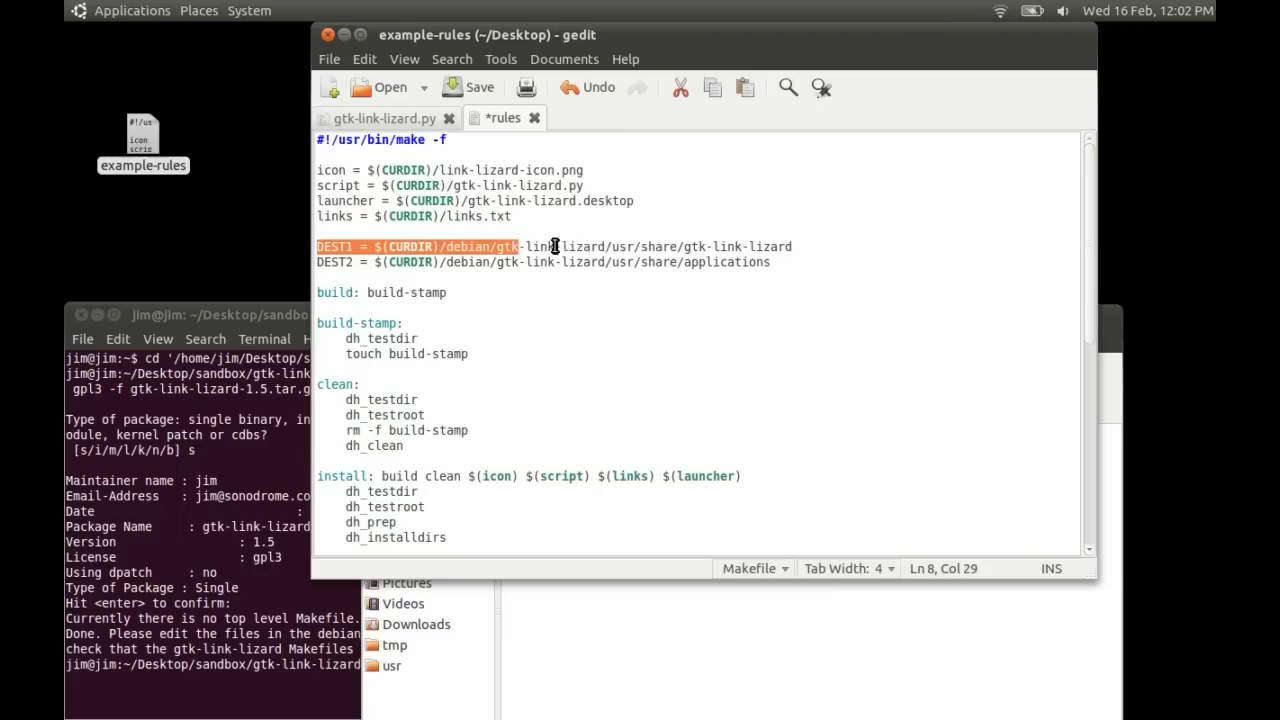 Applications Places System Wed 16 Feb, 12:02 PM
#!/us
icon
scrip
example-rules
example-rules (~/Desktop) - gedit
File Edit View Search Tools Documents Help
Open Save Undo
gtk-link-lizard.py *rules
#!/usr/bin/make -f
icon = $(CURDIR)/link-lizard-icon.png
script = $(CURDIR)/gtk-link-lizard.py
launcher = $(CURDIR)/gtk-link-lizard.desktop
links = $(CURDIR)/links.txt
DEST1 = $(CURDIR)/debian/gtk-link-lizard/usr/share/gtk-link-lizard
DEST2 = $(CURDIR)/debian/gtk-link-lizard/usr/share/applications
build: build-stamp
build-stamp:
dh_testdir
touch build-stamp
clean:
dh_testdir
dh_testroot
rm -f build-stamp
dh_clean
install: build clean $(icon) $(script) $(links) $(launcher)
dh_testdir
dh_testroot
dh_prep
dh_installdirs
Makefile Tab Width: 4 Ln 8, Col 29 INS
jim@jim: ~/Desktop/sandbo
File Edit View Search Terminal H
jim@jim:~$ cd '/home/jim/Desktop/s
jim@jim:~/Desktop/sandbox/gtk-link
gpl3 -f gtk-link-lizard-1.5.tar.g
Type of package: single binary, in
odule, kernel patch or cdbs?
[s/i/m/l/k/n/b] s
Maintainer name : jim
Email-Address : jim@sonodrome.co
Date :
Package Name : gtk-link-lizard
Version : 1.5
License : gpl3
Using dpatch : no
Type of Package : Single
Hit <enter> to confirm:
Currently there is no top level Makefile.
Done. Please edit the files in the debian
check that the gtk-link-lizard Makefiles
jim@jim:~/Desktop/sandbox/gtk-link-lizard
Pictures
Videos
Downloads
tmp
usr